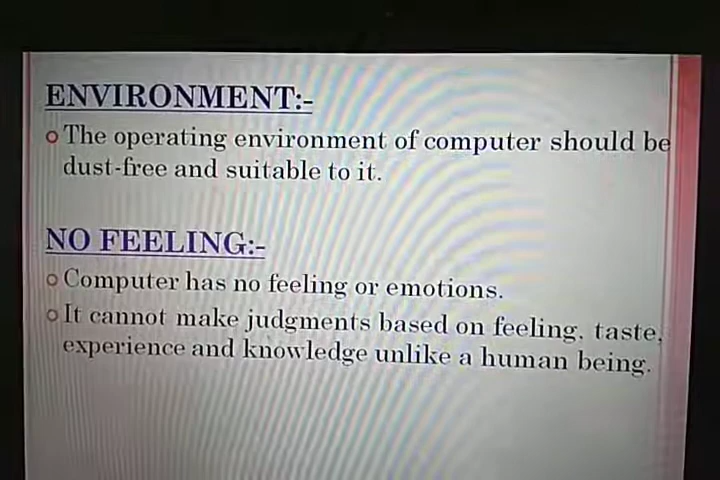 ENVIRONMENT:-
The operating environment of computer should be
dust-free and suitable to it.
NO FEELING:-
Computer has no feeling or emotions.
It cannot make judgments based on feeling, taste,
experience and knowledge unlike a human being.